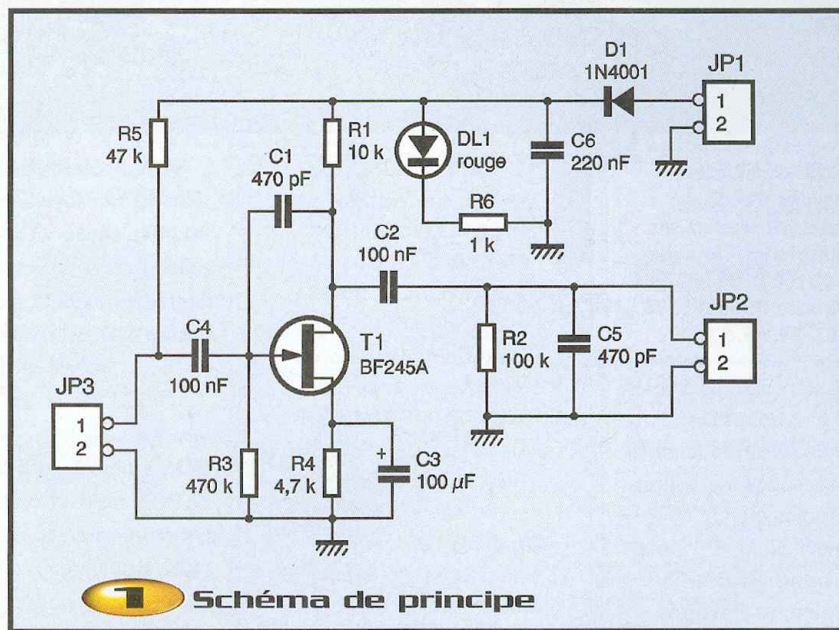 D1
1N4001
JP1
1
2
R5
47 k
R1
10 k
DL1
rouge
C6
220 nF
C1
470 pF
R6
1 k
C2
100 nF
C4
100 nF
T1
BF245A
R2
100 k
C5
470 pF
JP2
1
2
JP3
1
2
R3
470 k
R4
4,7 k
+
C3
100 µF
1 Schéma de principe